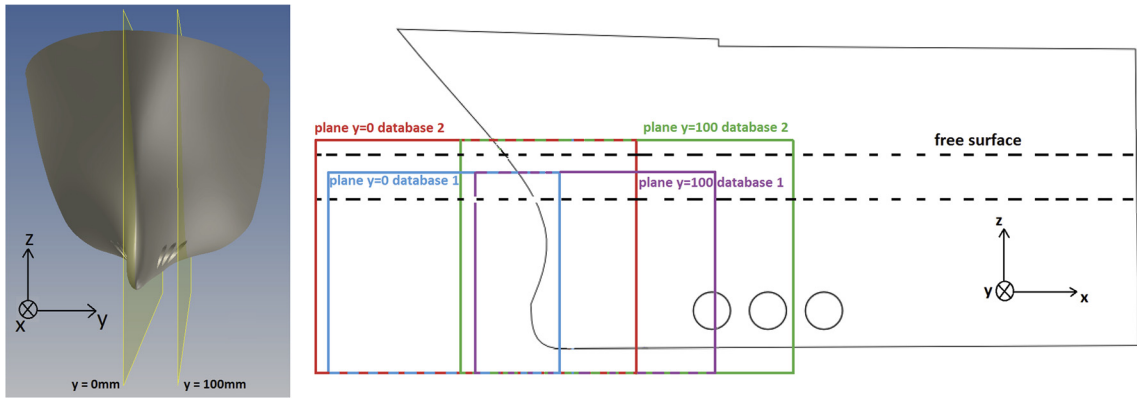 z
x
y
y = 0mm
y = 100mm
plane y=0 database 2
plane y=100 database 2
free surface
plane y=0 database 1
plane y=100 database 1
z
y
x